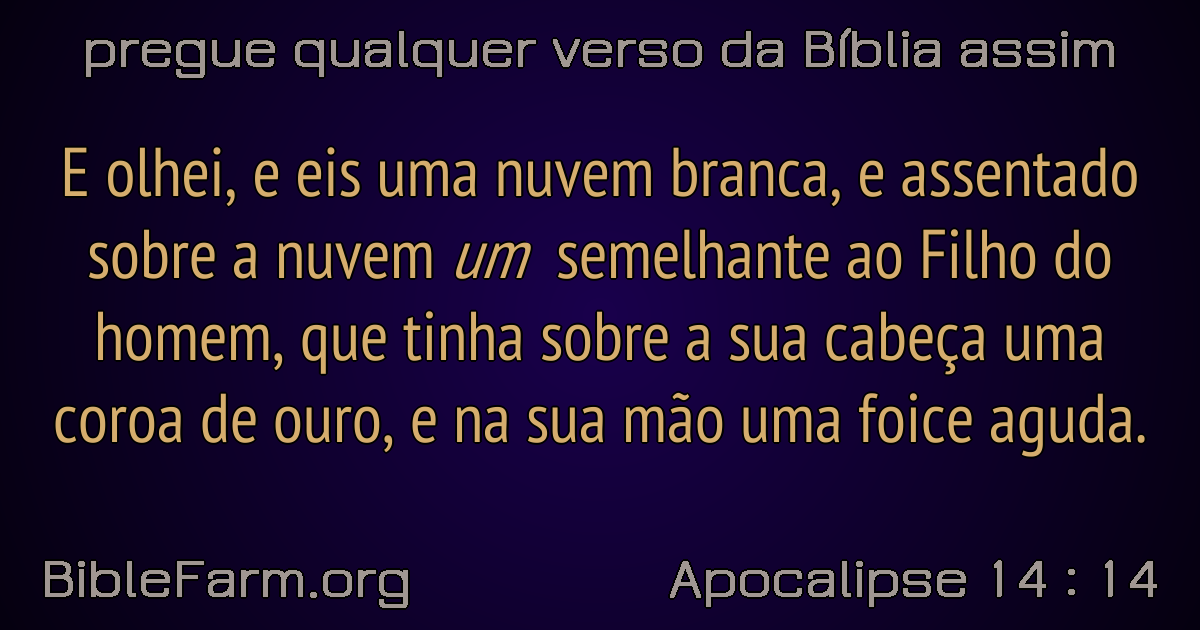 pregue qualquer verso da Bíblia assim
E olhei, e eis uma nuvem branca, e assentado
sobre a nuvem um semelhante ao Filho do
homem, que tinha sobre a sua cabeça uma
coroa de ouro, e na sua mão uma foice aguda.
BibleFarm.org
Apocalipse 14 : 14